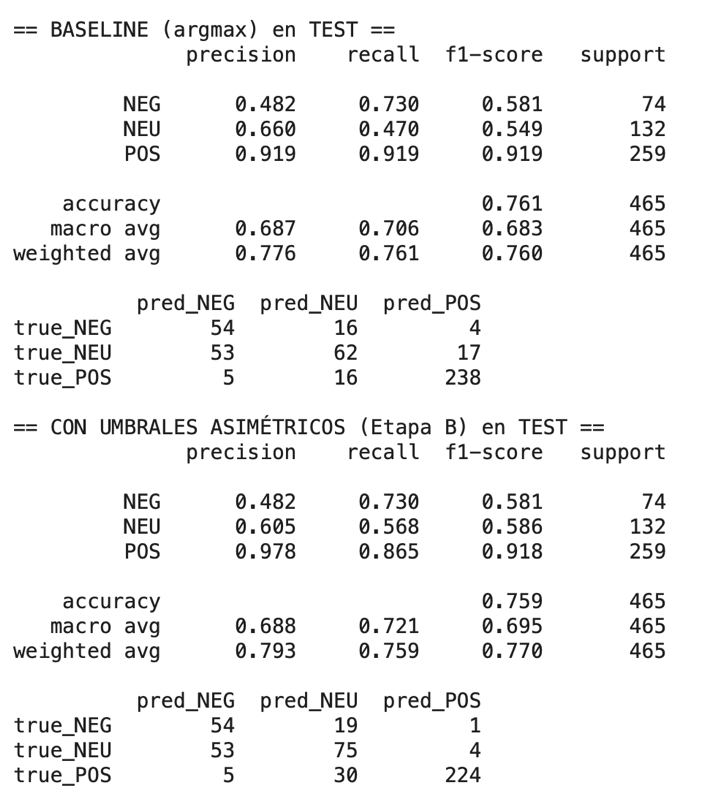 == BASELINE (argmax) en TEST ==
precision recall f1-score support
NEG 0.482 0.730 0.581 74
NEU 0.660 0.470 0.549 132
POS 0.919 0.919 0.919 259
accuracy 0.761 465
macro avg 0.687 0.706 0.683 465
weighted avg 0.776 0.761 0.760 465
pred_NEG pred_NEU pred_POS
true_NEG 54 16 4
true_NEU 53 62 17
true_POS 5 16 238
== CON UMBRALES ASIMÉTRICOS (Etapa B) en TEST ==
precision recall f1-score support
NEG 0.482 0.730 0.581 74
NEU 0.605 0.568 0.586 132
POS 0.978 0.865 0.918 259
accuracy 0.759 465
macro avg 0.688 0.721 0.695 465
weighted avg 0.793 0.759 0.770 465
pred_NEG pred_NEU pred_POS
true_NEG 54 19 1
true_NEU 53 75 4
true_POS 5 30 224